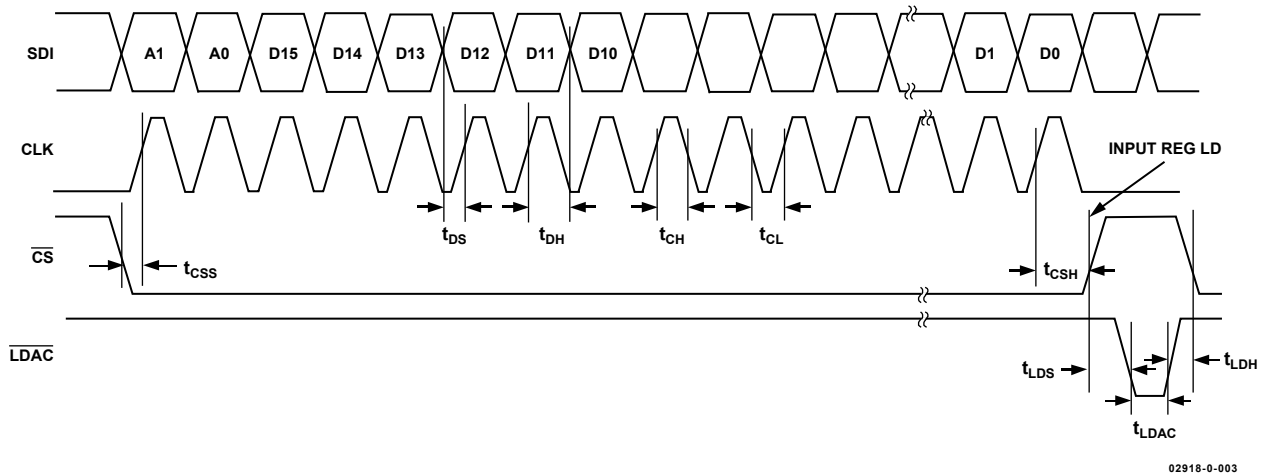 SDI A1 A0 D15 D14 D13 D12 D11 D10 D1 D0
CLK
INPUT REG LD
tDS tDH tCH tCL
CS
tCSS tCSH
LDAC
tLDS tLDH
tLDAC
02918-0-003